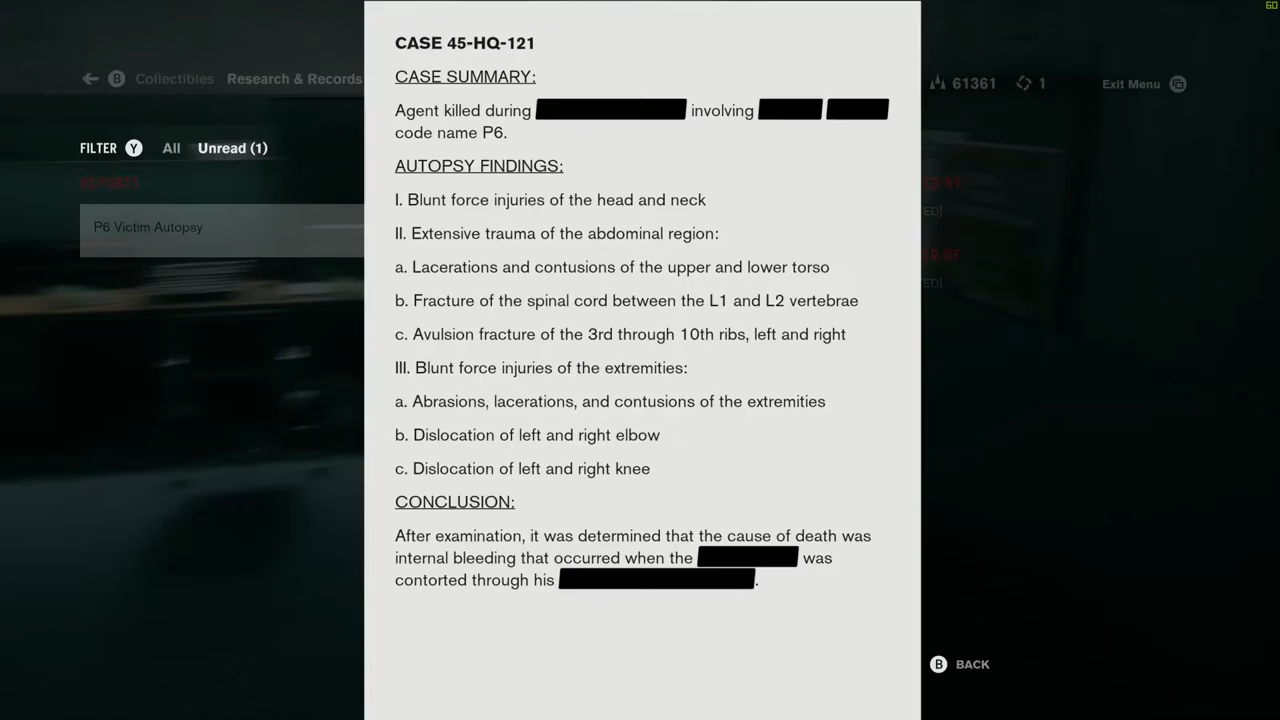 60
CASE 45-HQ-121
Collectibles Research & Records
61361 1
Exit Menu
B
CASE SUMMARY:
Agent killed during involving
code name P6.
FILTER Y All Unread (1)
AUTOPSY FINDINGS:
REPORTS
I. Blunt force injuries of the head and neck
P6 Victim Autopsy
II. Extensive trauma of the abdominal region:
a. Lacerations and contusions of the upper and lower torso
b. Fracture of the spinal cord between the L1 and L2 vertebrae
c. Avulsion fracture of the 3rd through 10th ribs, left and right
III. Blunt force injuries of the extremities:
a. Abrasions, lacerations, and contusions of the extremities
b. Dislocation of left and right elbow
c. Dislocation of left and right knee
CONCLUSION:
After examination, it was determined that the cause of death was
internal bleeding that occurred when the was
contorted through his .
B BACK